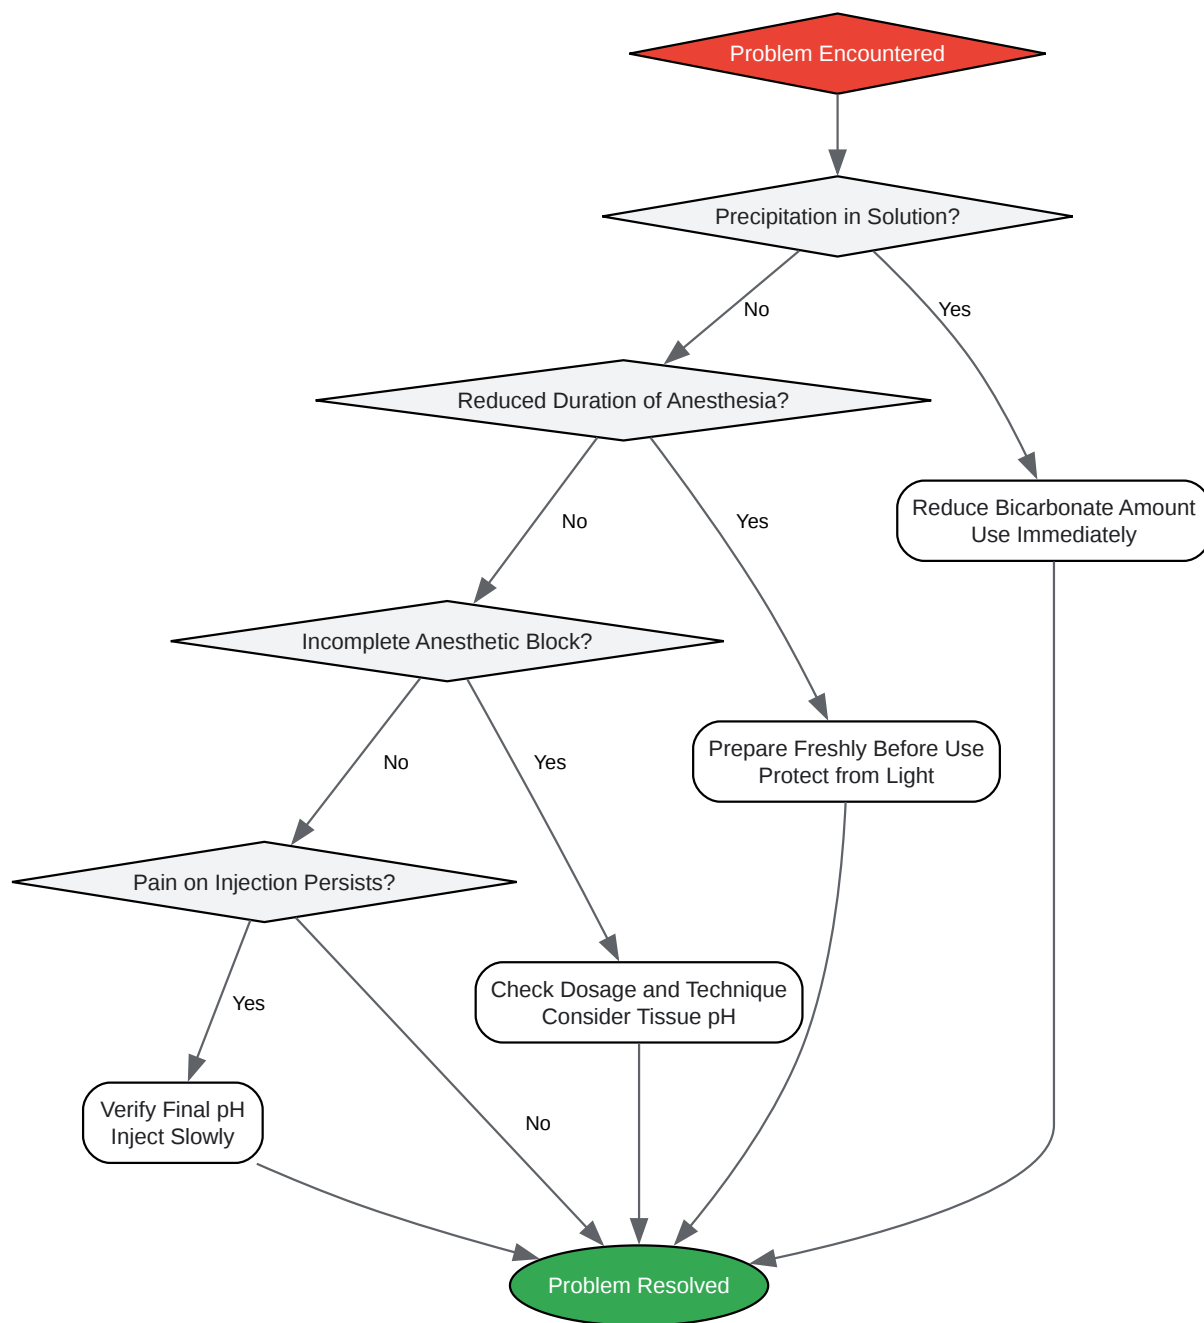 Problem Encountered
Precipitation in Solution?
No
Yes
Reduced Duration of Anesthesia?
Reduce Bicarbonate Amount
Use Immediately
No
Yes
Incomplete Anesthetic Block?
Prepare Freshly Before Use
Protect from Light
No
Yes
Pain on Injection Persists?
Check Dosage and Technique
Consider Tissue pH
Yes
Verify Final pH
Inject Slowly
No
Problem Resolved